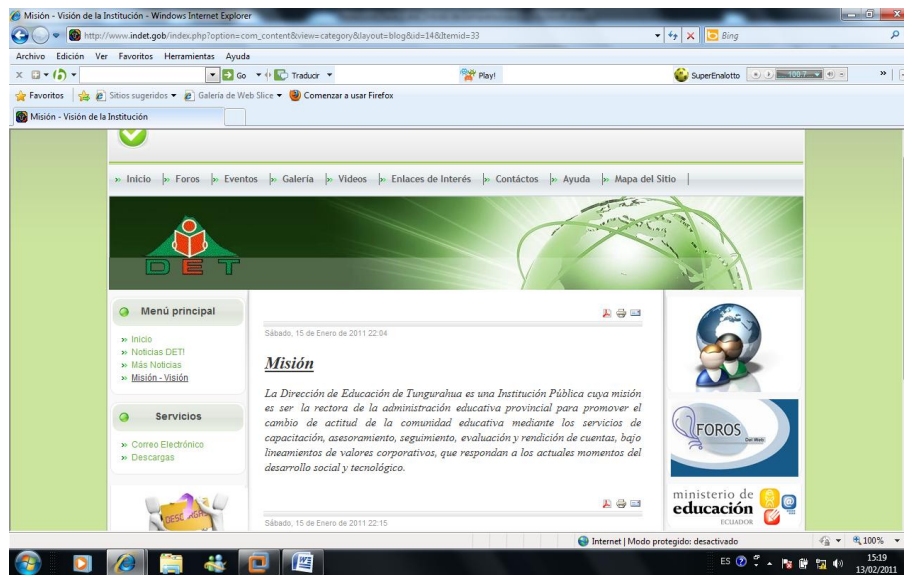 Misión - Visión de la Institución - Windows Internet Explorer
http://www.indet.gob/index.php?option=com_content&view=category&layout=blog&id=14&Itemid=33
Bing
Archivo Edición Ver Favoritos Herramientas Ayuda
Go Traducir Play! SuperEnalotto 100.7
Favoritos Sitios sugeridos Galería de Web Slice Comenzar a usar Firefox
Misión - Visión de la Institución
Inicio Foros Eventos Galería Videos Enlaces de Interés Contáctos Ayuda Mapa del Sitio
DET
Menú principal
Inicio
Noticias DET!
Más Noticias
Misión - Visión
Servicios
Correo Electrónico
Descargas
Sábado, 15 de Enero de 2011 22:04
Misión
La Dirección de Educación de Tungurahua es una Institución Pública cuya misión
es ser la rectora de la administración educativa provincial para promover el
cambio de actitud de la comunidad educativa mediante los servicios de
capacitación, asesoramiento, seguimiento, evaluación y rendición de cuentas, bajo
lineamientos de valores corporativos, que respondan a los actuales momentos del
desarrollo social y tecnológico.
Sábado, 15 de Enero de 2011 22:15
FOROS
Del Web
ministerio de
educación
ECUADOR
Internet | Modo protegido: desactivado
100%
ES
15:19
13/02/2011